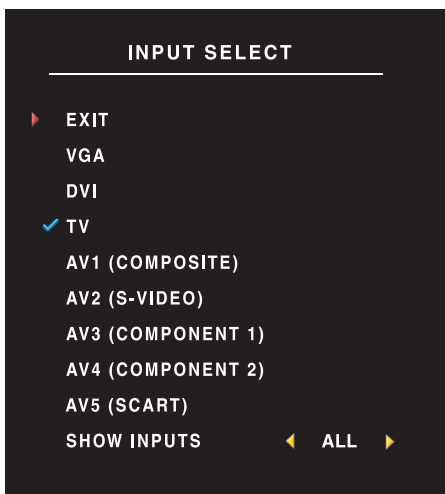 INPUT SELECT
EXIT
VGA
DVI
TV
AV1 (COMPOSITE)
AV2 (S-VIDEO)
AV3 (COMPONENT 1)
AV4 (COMPONENT 2)
AV5 (SCART)
SHOW INPUTS ALL